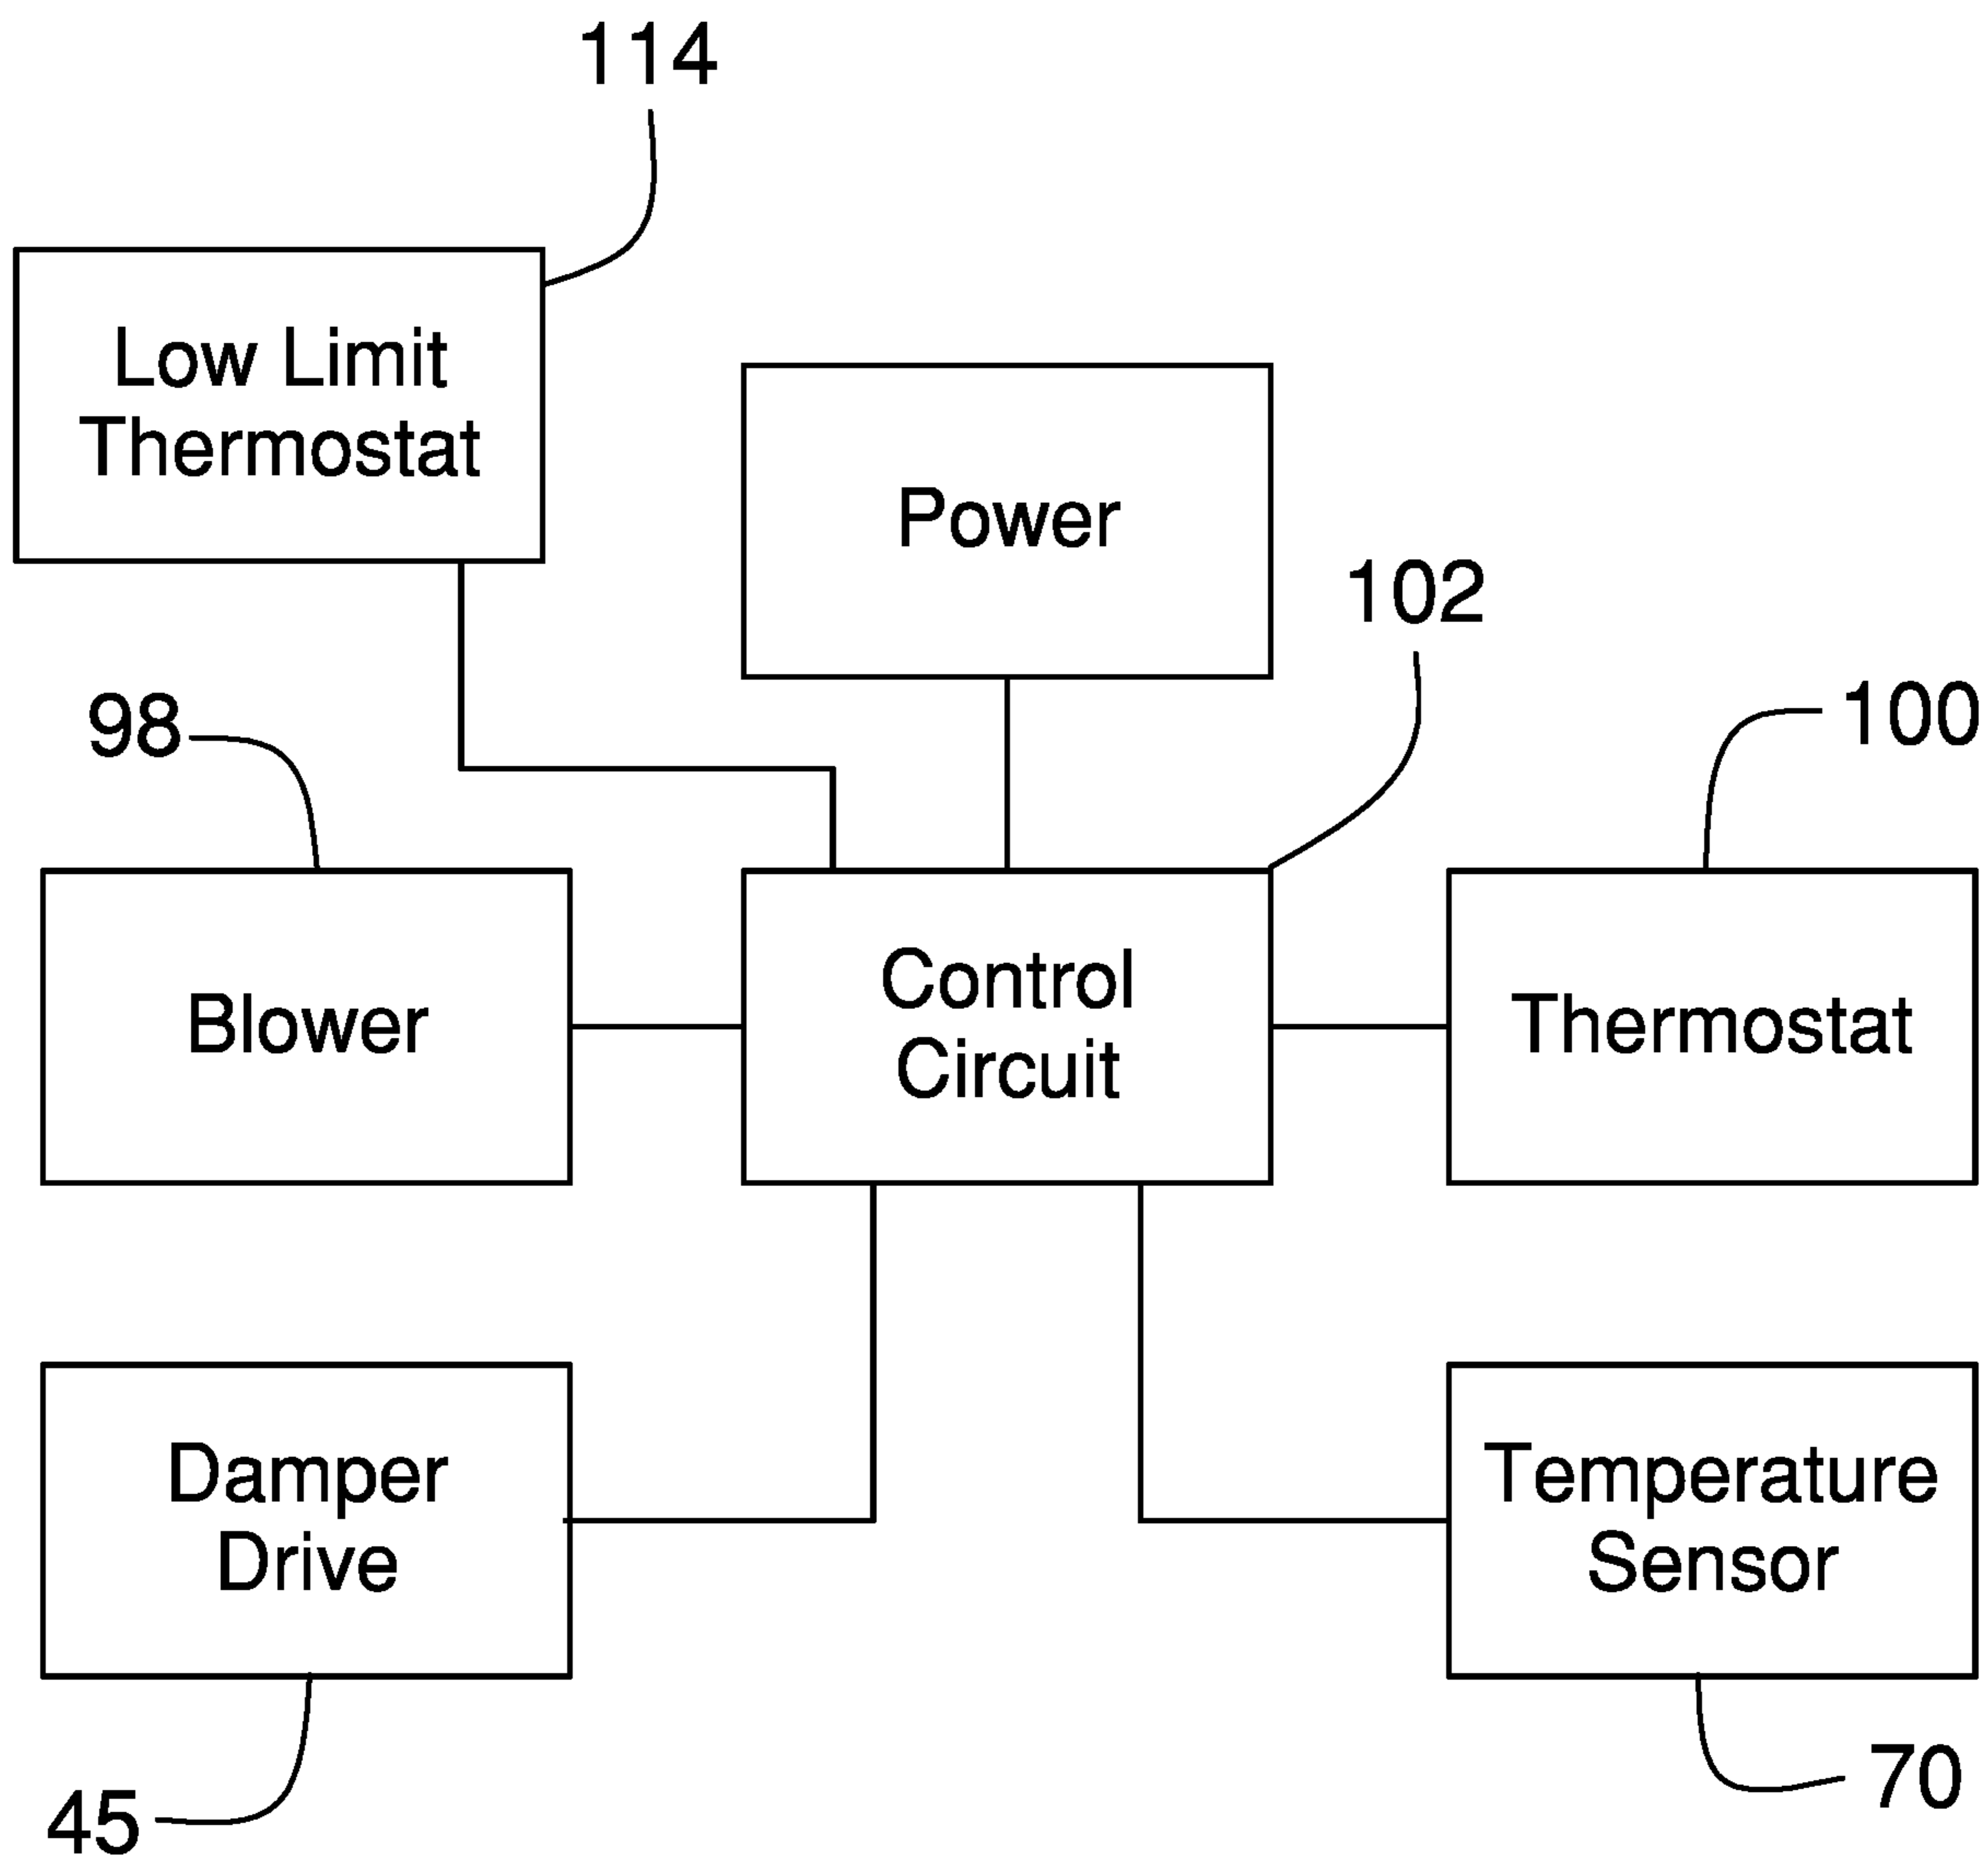 114
Low Limit
Thermostat
Power
102
98
100
Blower
Control
Circuit
Thermostat
Damper
Drive
Temperature
Sensor
45
70